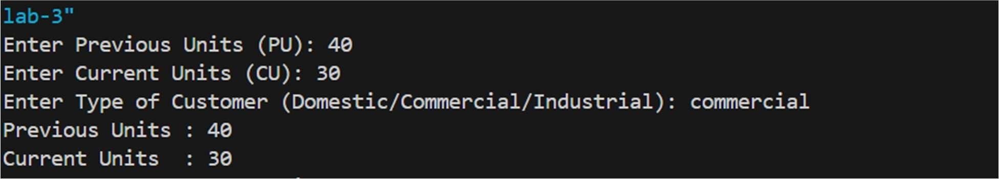 lab-3"
Enter Previous Units (PU): 40
Enter Current Units (CU): 30
Enter Type of Customer (Domestic/Commercial/Industrial): commercial
Previous Units : 40
Current Units  : 30